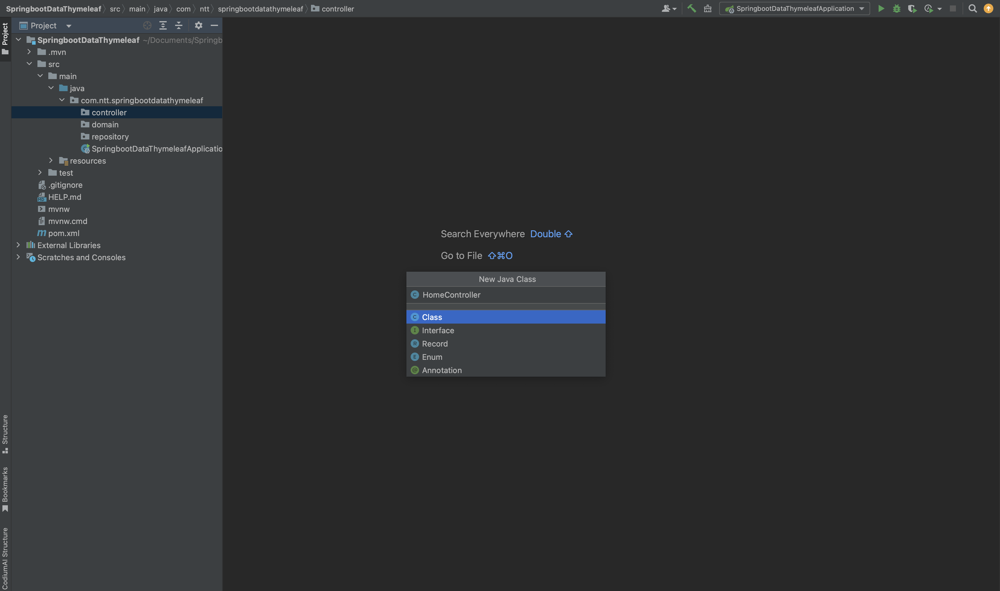 SpringbootDataThymeleaf src main java com ntt springbootdatathymeleaf controller SpringbootDataThymeleafApplication
Project
Project
SpringbootDataThymeleaf ~/Documents/Springb
.mvn
src
main
java
com.ntt.springbootdatathymeleaf
controller
domain
repository
SpringbootDataThymeleafApplicatio
resources
test
.gitignore
MD HELP.md
mvnw
mvnw.cmd
m pom.xml
External Libraries
Scratches and Consoles
Search Everywhere Double ⇧
Go to File ⇧⌘O
New Java Class
C HomeController
C Class
I Interface
R Record
E Enum
@ Annotation
Structure
Bookmarks
CodiumAI Structure